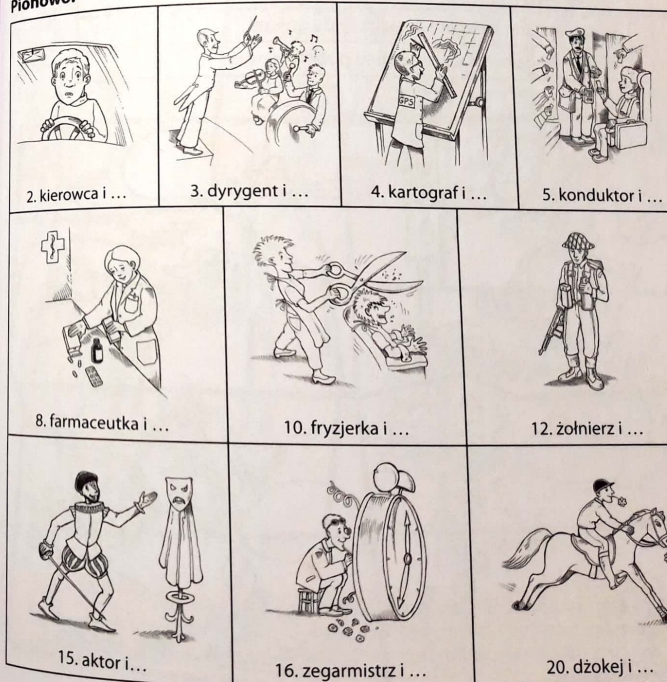 Pionowo:
2. kierowca i ...
3. dyrygent i ...
GPS
4. kartograf i ...
5. konduktor i ...
8. farmaceutka i ...
10. fryzjerka i ...
12. żołnierz i ...
15. aktor i...
16. zegarmistrz i ...
20. dżokej i ...